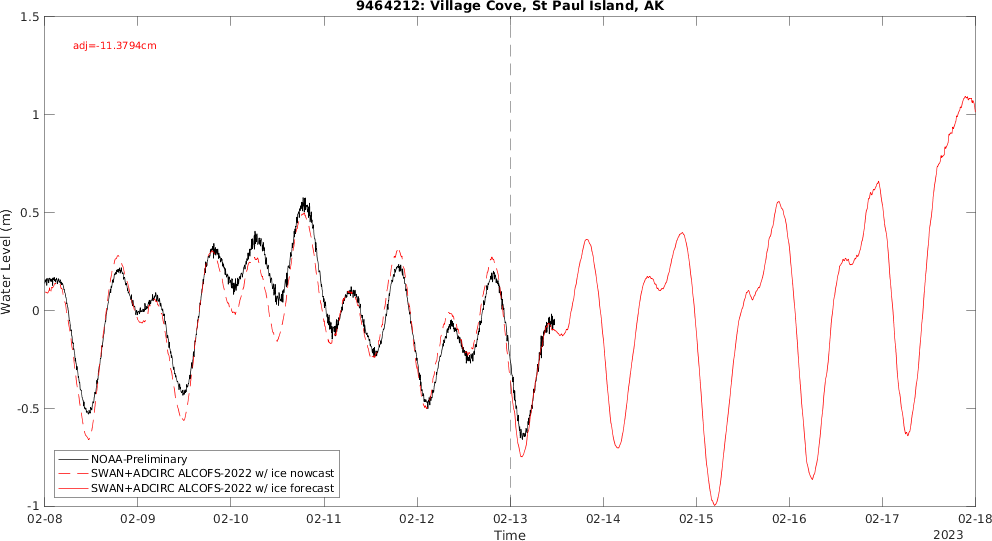 9464212: Village Cove, St Paul Island, AK
adj=-11.3794cm
1.5
1
0.5
0
-0.5
-1
Water Level (m)
NOAA-Preliminary
SWAN+ADCIRC ALCOFS-2022 w/ ice nowcast
SWAN+ADCIRC ALCOFS-2022 w/ ice forecast
02-08 02-09 02-10 02-11 02-12 02-13 02-14 02-15 02-16 02-17 02-18
Time
2023